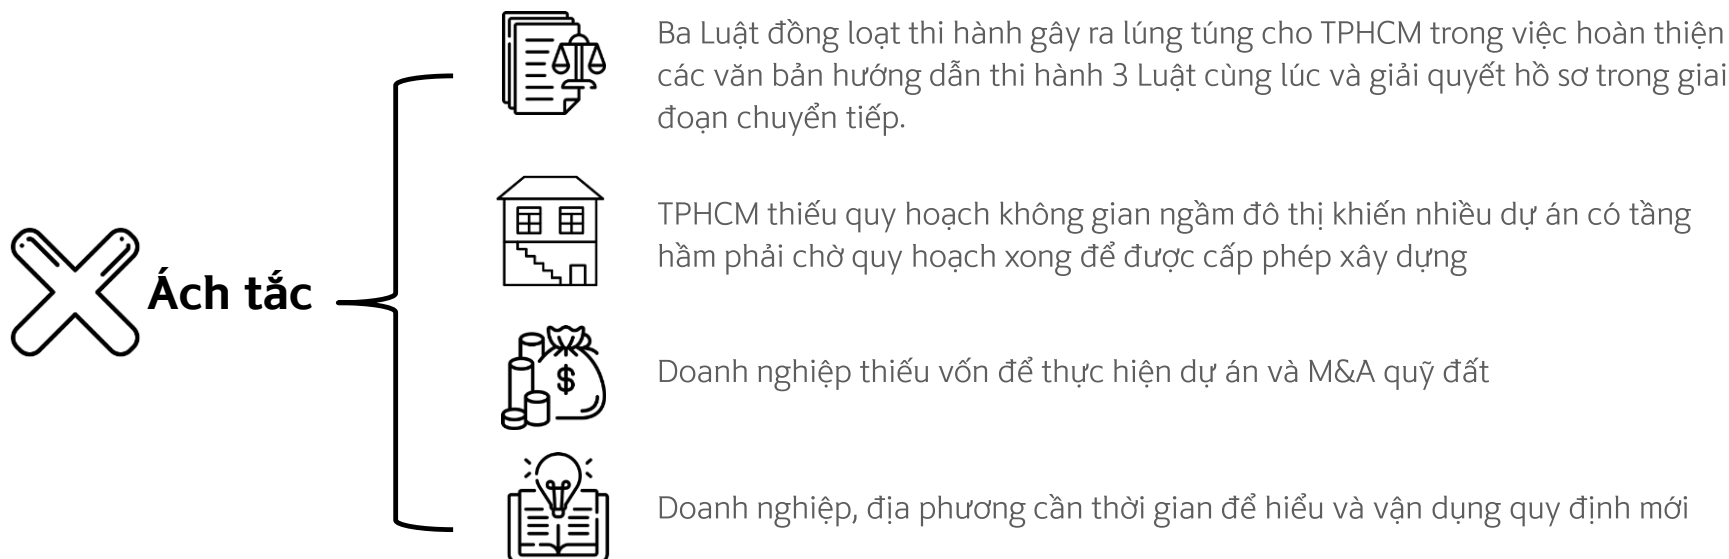 Ba Luật đồng loạt thi hành gây ra lúng túng cho TPHCM trong việc hoàn thiện
các văn bản hướng dẫn thi hành 3 Luật cùng lúc và giải quyết hồ sơ trong giai
đoạn chuyển tiếp.
TPHCM thiếu quy hoạch không gian ngầm đô thị khiến nhiều dự án có tầng
hầm phải chờ quy hoạch xong để được cấp phép xây dựng
Ách tắc
$
Doanh nghiệp thiếu vốn để thực hiện dự án và M&A quỹ đất
Doanh nghiệp, địa phương cần thời gian để hiểu và vận dụng quy định mới